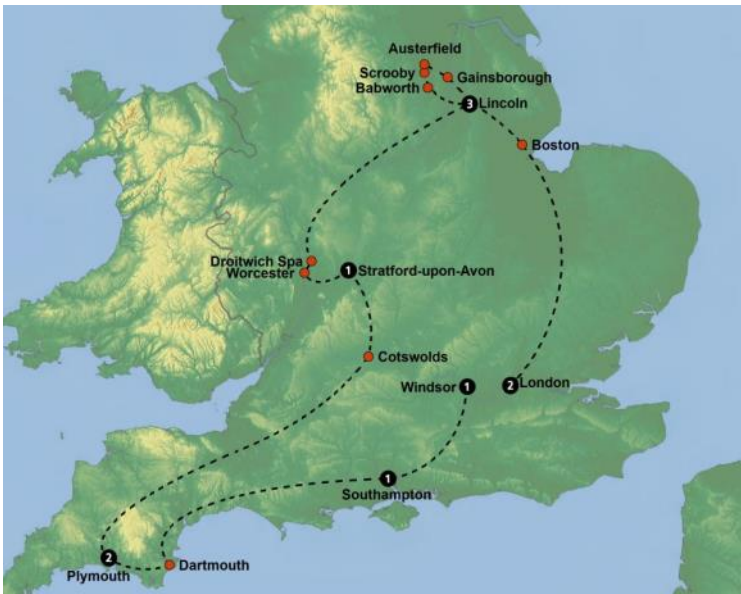 Austerfield
Scrooby
Gainsborough
Babworth
3 Lincoln
Boston
Droitwich Spa
Worcester
1 Stratford-upon-Avon
Cotswolds
Windsor 1
2 London
1
Southampton
2
Plymouth
Dartmouth